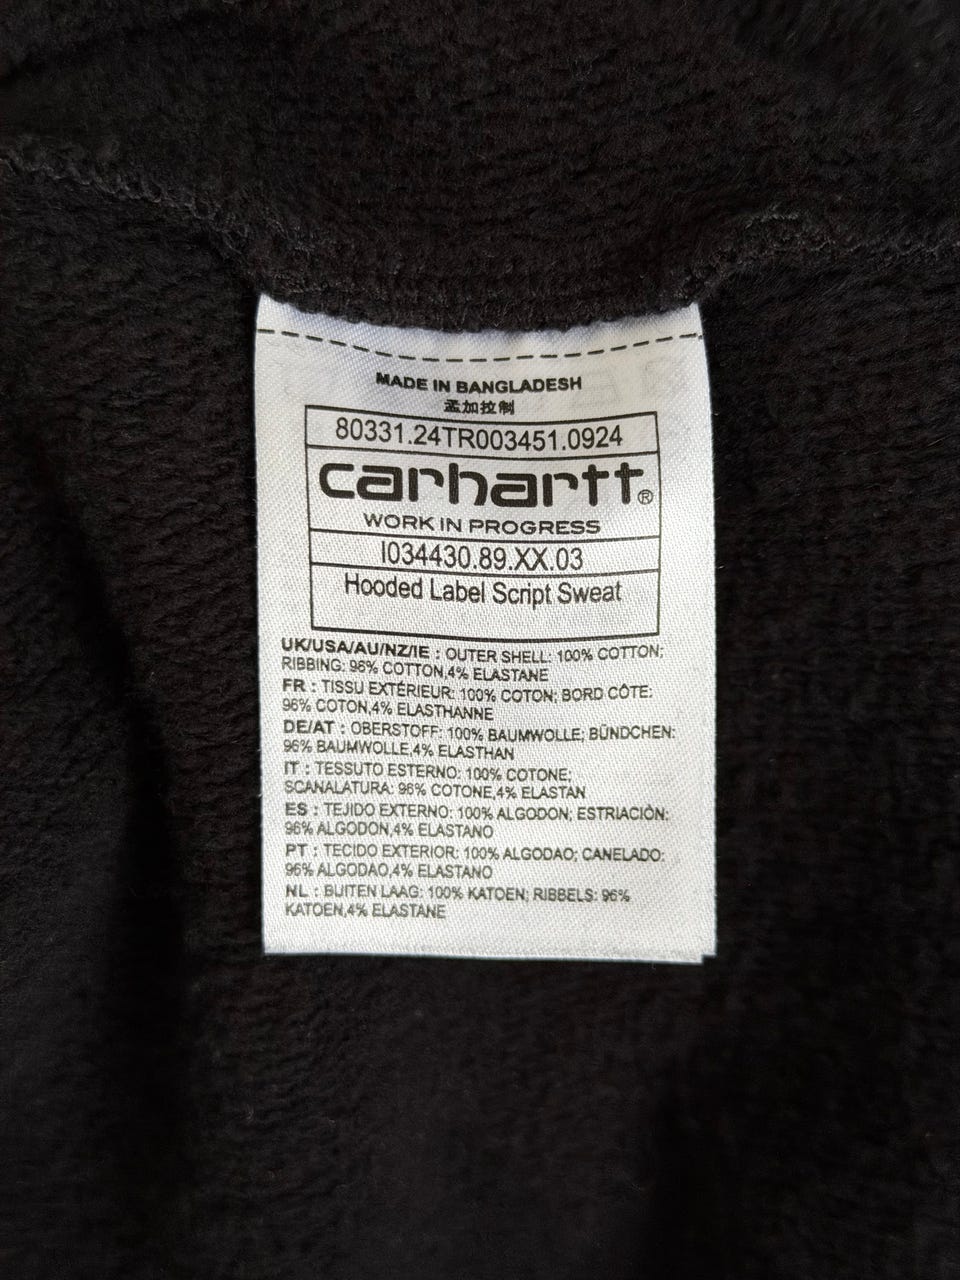 MADE IN BANGLADESH
孟加拉制
80331.24TR003451.0924
carhartt®
WORK IN PROGRESS
I034430.89.XX.03
Hooded Label Script Sweat
UK/USA/AU/NZ/IE : OUTER SHELL: 100% COTTON;
RIBBING: 96% COTTON,4% ELASTANE
FR : TISSU EXTÉRIEUR: 100% COTON; BORD CÔTE:
96% COTON,4% ELASTHANNE
DE/AT : OBERSTOFF: 100% BAUMWOLLE; BÜNDCHEN:
96% BAUMWOLLE,4% ELASTHAN
IT : TESSUTO ESTERNO: 100% COTONE;
SCANALATURA: 96% COTONE,4% ELASTAN
ES : TEJIDO EXTERNO: 100% ALGODON; ESTRIACIÓN:
96% ALGODON,4% ELASTANO
PT : TECIDO EXTERIOR: 100% ALGODAO; CANELADO:
96% ALGODAO,4% ELASTANO
NL : BUITEN LAAG: 100% KATOEN; RIBBELS: 96%
KATOEN,4% ELASTANE